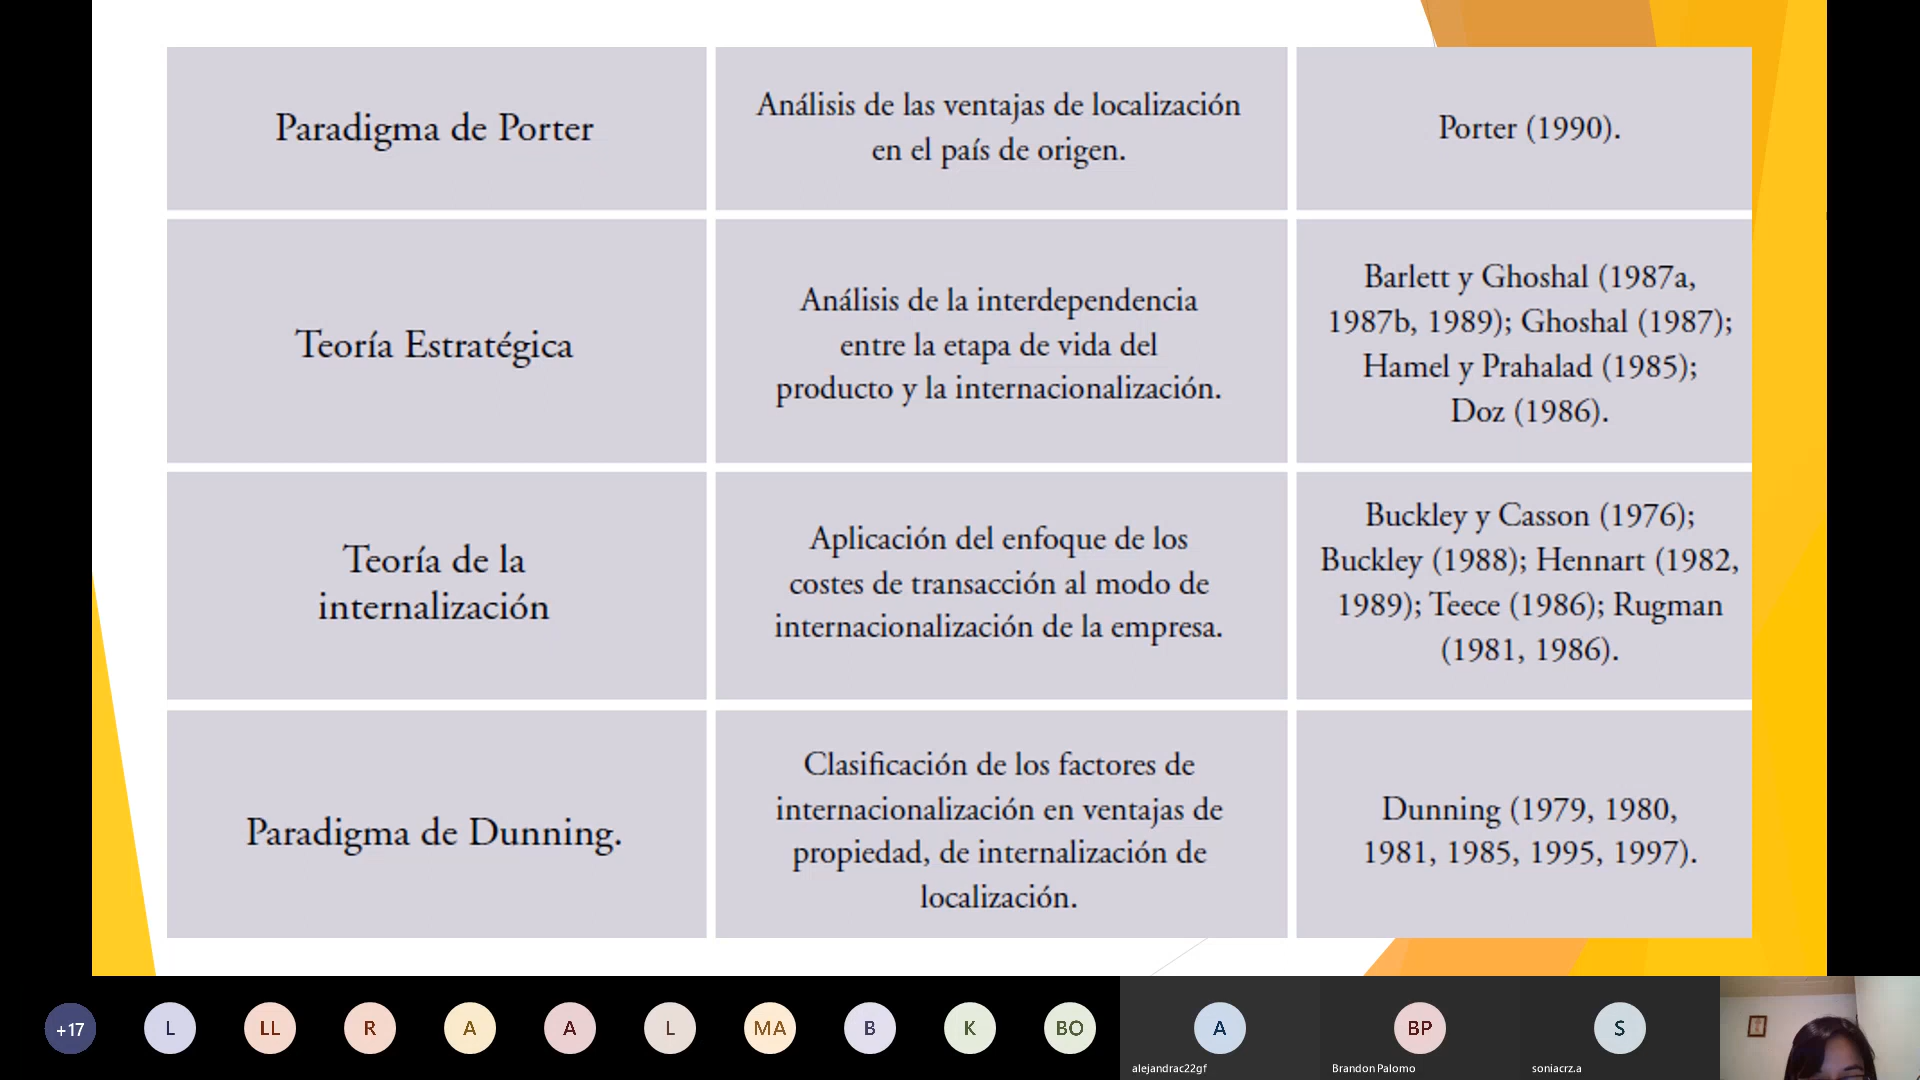 Paradigma de Porter
Análisis de las ventajas de localización
en el país de origen.
Porter (1990).
Teoría Estratégica
Análisis de la interdependencia
entre la etapa de vida del
producto y la internacionalización.
Barlett y Ghoshal (1987a,
1987b, 1989); Ghoshal (1987);
Hamel y Prahalad (1985);
Doz (1986).
Teoría de la
internalización
Aplicación del enfoque de los
costes de transacción al modo de
internacionalización de la empresa.
Buckley y Casson (1976);
Buckley (1988); Hennart (1982,
1989); Teece (1986); Rugman
(1981, 1986).
Paradigma de Dunning.
Clasificación de los factores de
internacionalización en ventajas de
propiedad, de internalización de
localización.
Dunning (1979, 1980,
1981, 1985, 1995, 1997).
+17
L
LL
R
A
A
L
MA
B
K
BO
A
alejandrac22gf
BP
Brandon Palomo
S
soniacrz.a